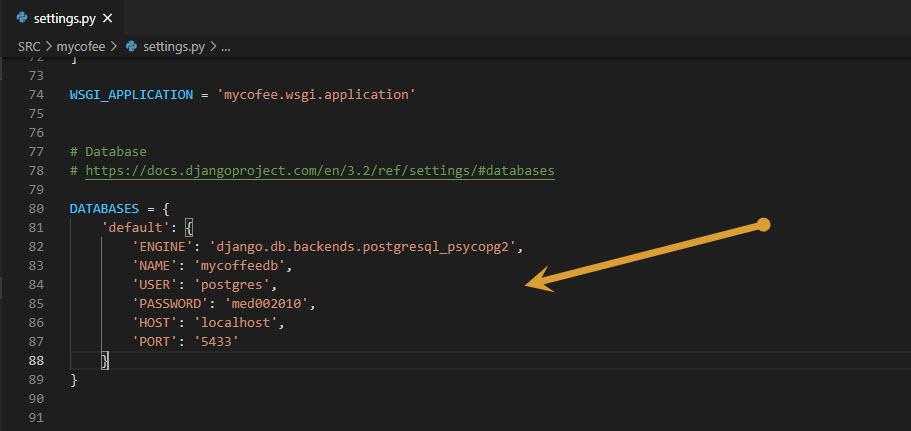 settings.py ×
SRC > mycofee > settings.py > ...
72 ]
73
74 WSGI_APPLICATION = 'mycofee.wsgi.application'
75
76
77 # Database
78 # https://docs.djangoproject.com/en/3.2/ref/settings/#databases
79
80 DATABASES = {
81     'default': {
82         'ENGINE': 'django.db.backends.postgresql_psycopg2',
83         'NAME': 'mycoffeedb',
84         'USER': 'postgres',
85         'PASSWORD': 'med002010',
86         'HOST': 'localhost',
87         'PORT': '5433'
88     }
89 }
90
91